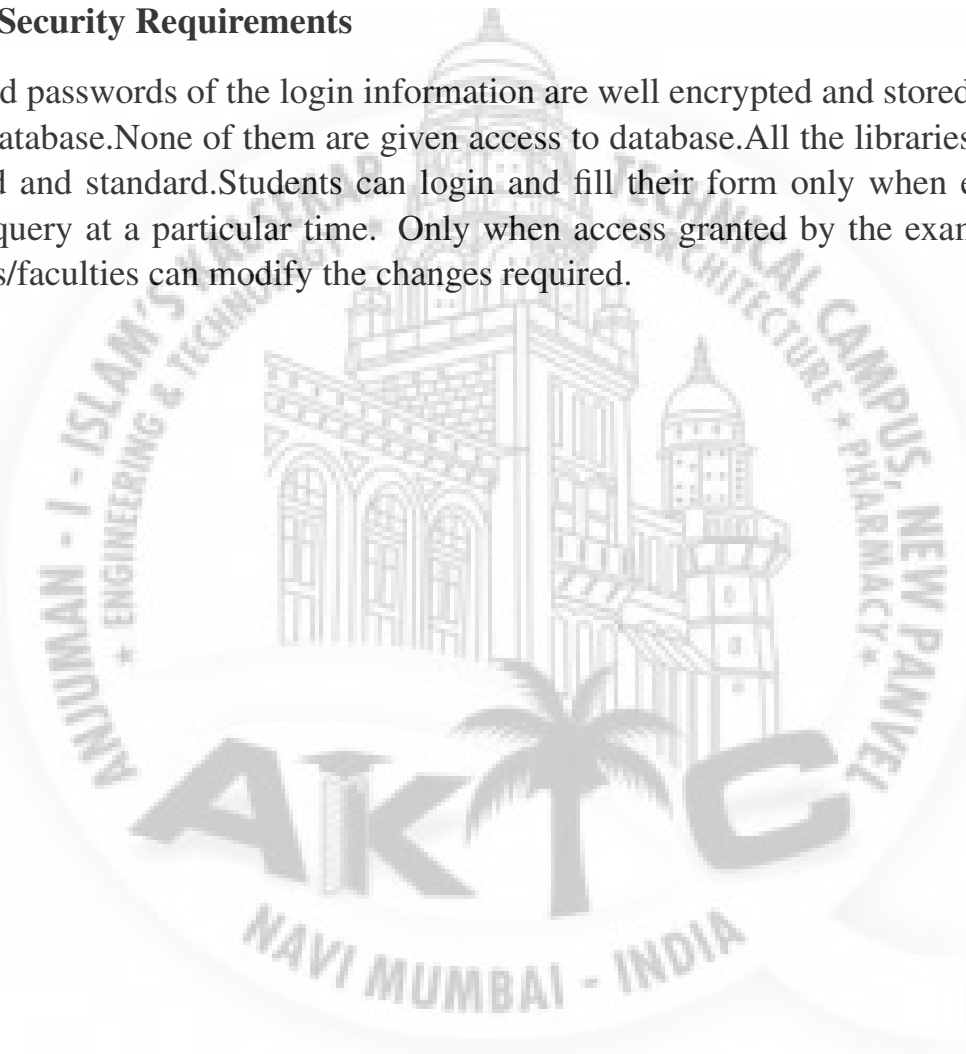 Security Requirements
d passwords of the login information are well encrypted and stored
atabase.None of them are given access to database.All the libraries
d and standard.Students can login and fill their form only when e
query at a particular time. Only when access granted by the exam
s/faculties can modify the changes required.
ANJUMAN - I - ISLAM'S KALSEKAR TECHNICAL CAMPUS, NEW PANVEL
* ENGINEERING & TECHNOLOGY * ARCHITECTURE * PHARMACY *
AKTC
NAVI MUMBAI - INDIA